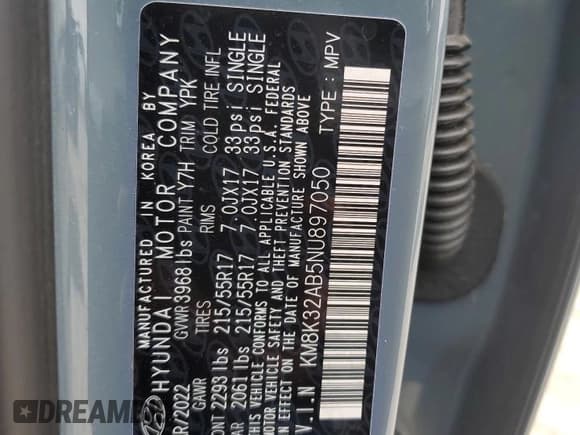 MANUFACTURED BY
IN KOREA
HYUNDAI MOTOR COMPANY
R/2022 GVWR 3968 lbs PAINT Y7H TRIM YPK
GAWR TIRES RIMS COLD TIRE INFL
ONT 2293 lbs 215/55R17 7.0JX17 33psi SINGLE
AR 2061 lbs 215/55R17 7.0JX17 33psi SINGLE
THIS VEHICLE CONFORMS TO ALL APPLICABLE U.S.A. FEDERAL
MOTOR VEHICLE SAFETY AND THEFT PREVENTION STANDARDS
IN EFFECT ON THE DATE OF MANUFACTURE SHOWN ABOVE
V.I.N KM8K32AB5NU897050 TYPE : MPV
DREAM